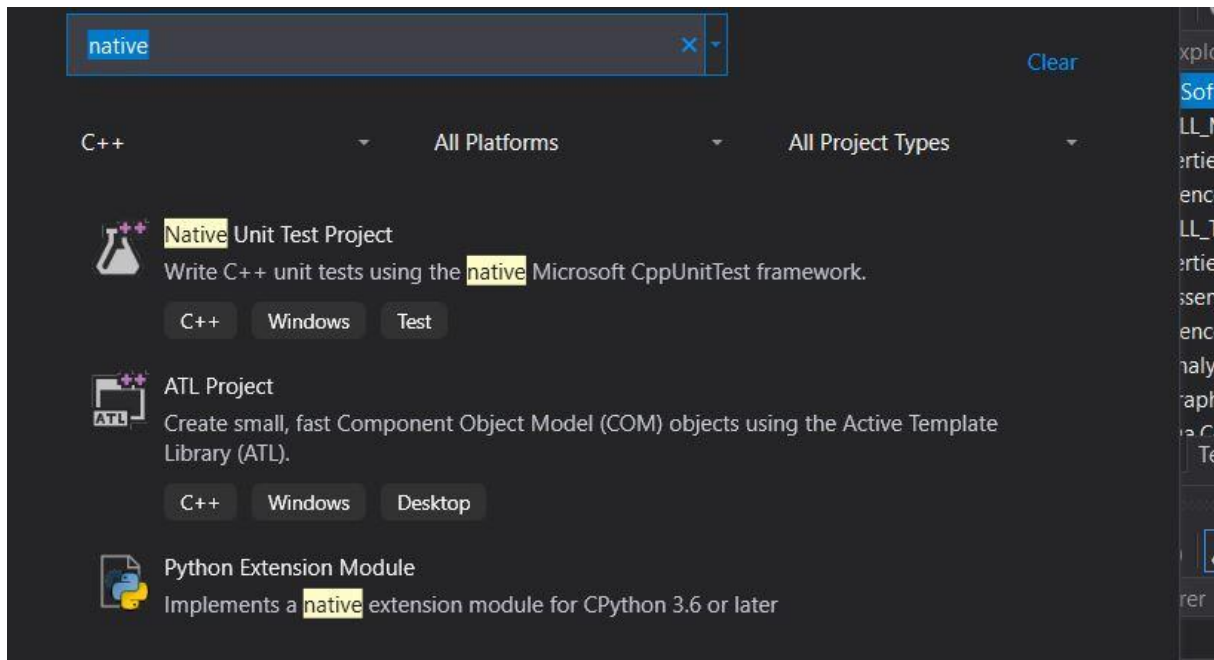 native
Clear
C++
All Platforms
All Project Types
Native Unit Test Project
Write C++ unit tests using the native Microsoft CppUnitTest framework.
C++ Windows Test
ATL Project
ATL
Create small, fast Component Object Model (COM) objects using the Active Template
Library (ATL).
C++ Windows Desktop
Python Extension Module
Implements a native extension module for CPython 3.6 or later